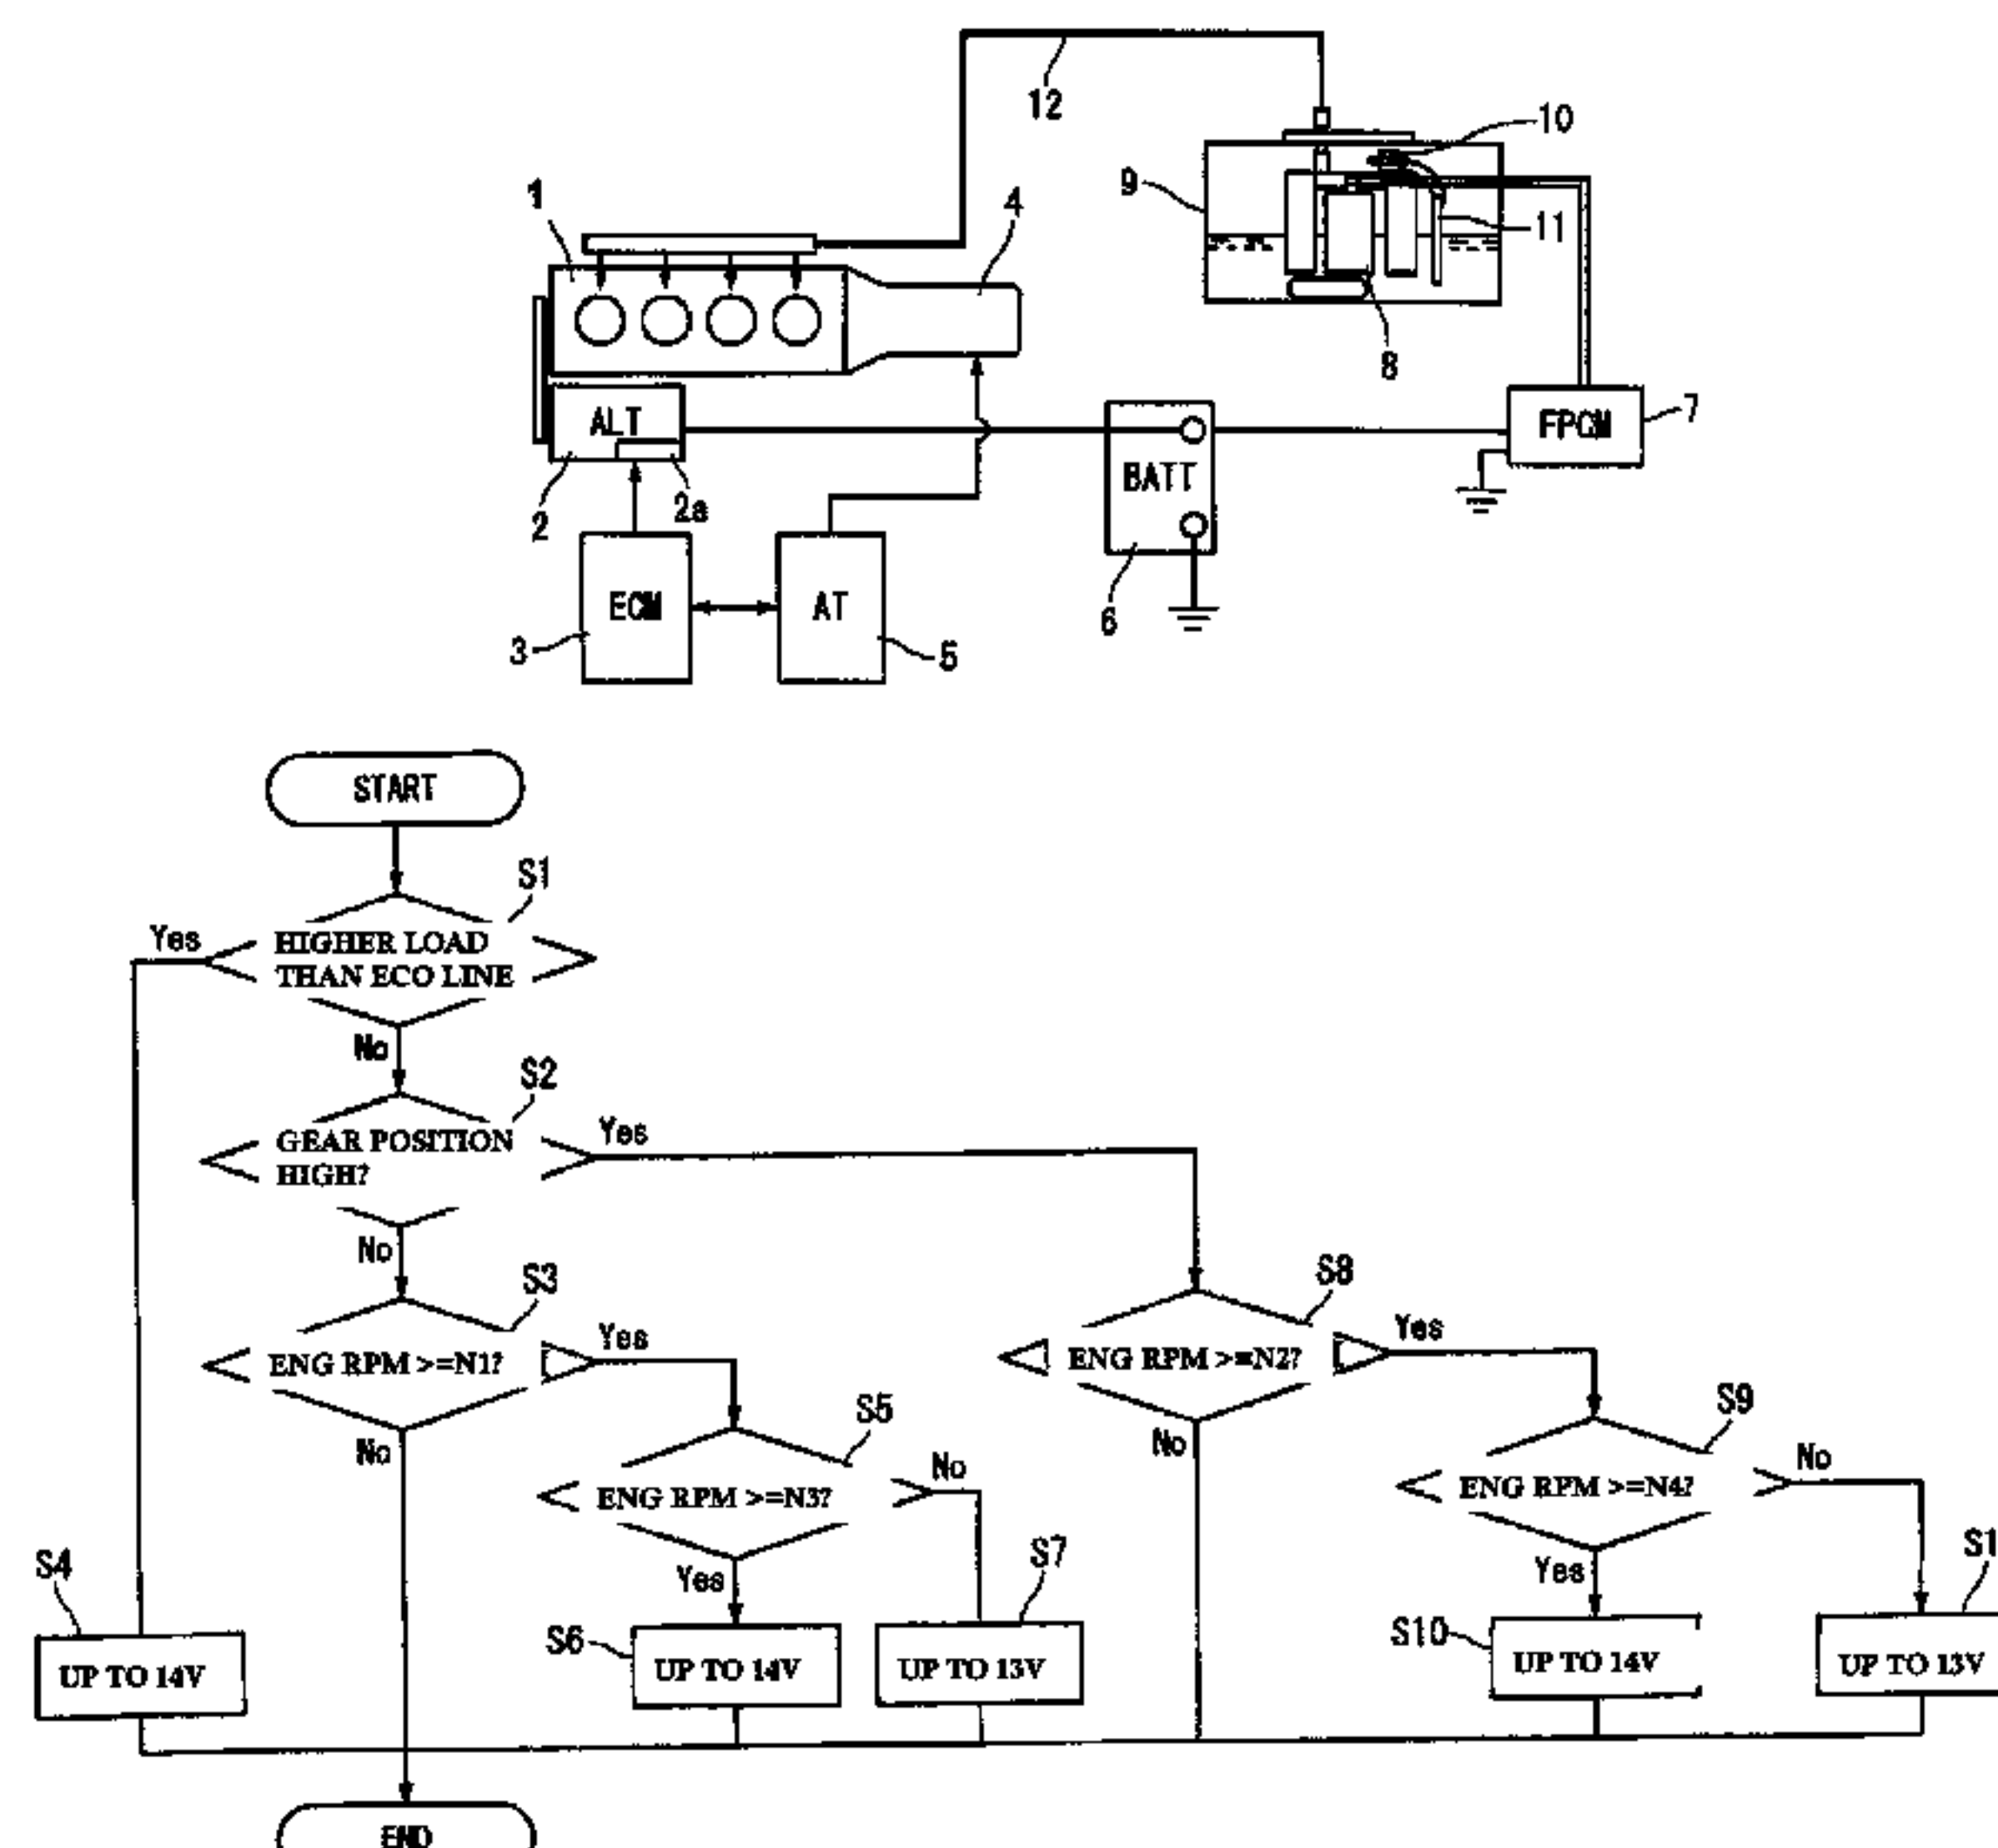 12
10
9
11
1
4
8
ALT
FPCM
7
BATT
2
2a
6
ECM
AT
3
5
START
S1
Yes
HIGHER LOAD
THAN ECO LINE
No
S2
GEAR POSITION
HIGH?
Yes
No
S3
S8
ENG RPM >=N1?
Yes
ENG RPM >=N2?
Yes
No
S5
No
S9
ENG RPM >=N3?
No
ENG RPM >=N4?
No
S4
Yes
S7
Yes
S1
UP TO 14V
S6
UP TO 14V
UP TO 13V
S10
UP TO 14V
UP TO 13V
END